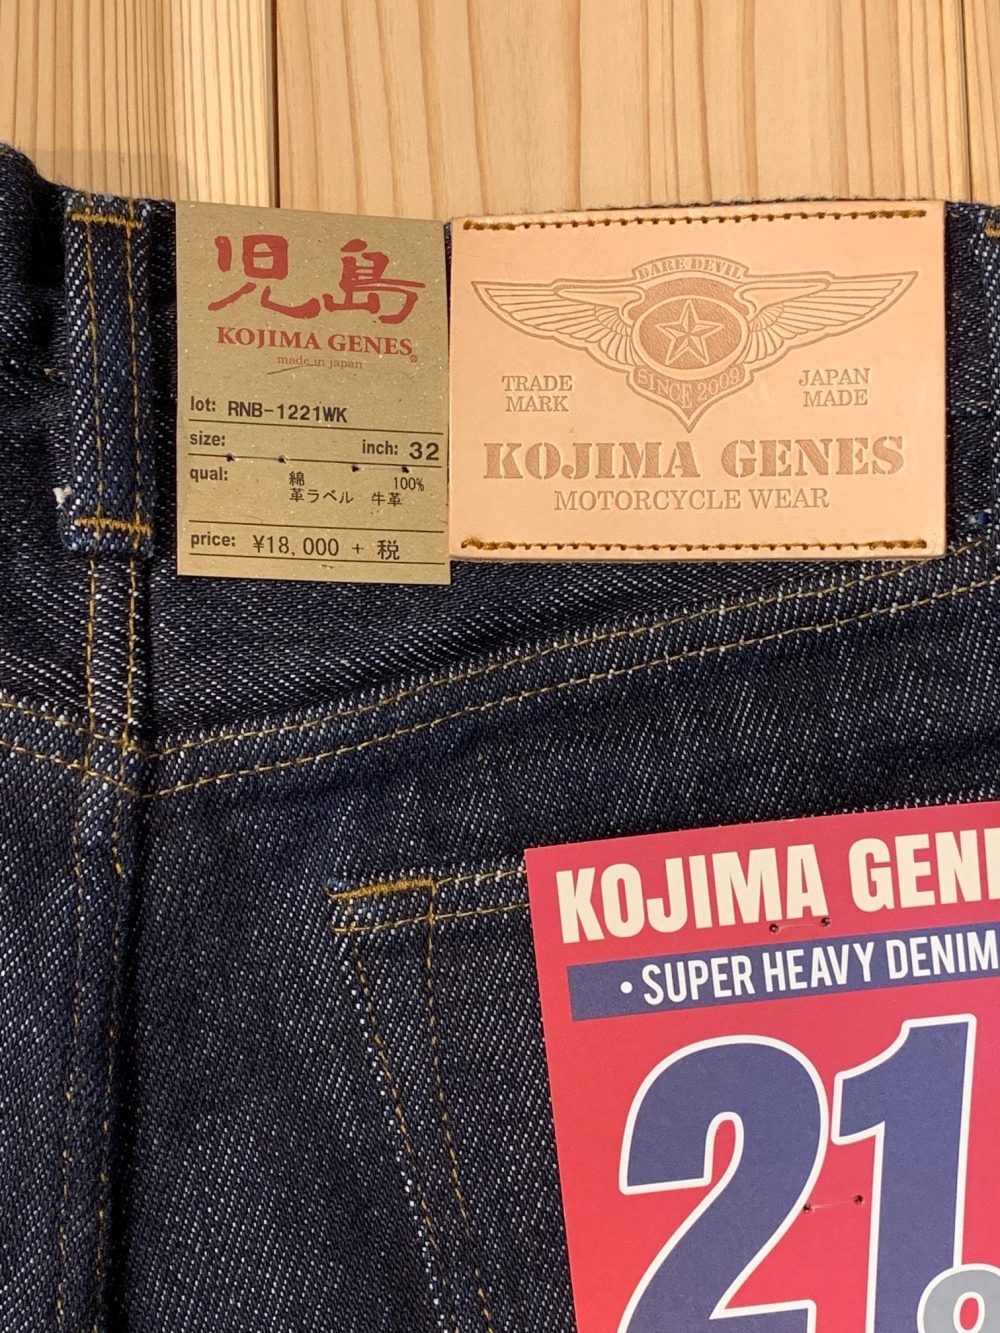 児島
KOJIMA GENES®
made in japan
lot: RNB-1221WK
size:
inch: 32
qual: 綿 100%
革ラベル 牛革
price: ¥18,000 + 税
DARE DEVIL
SINCE 2009
TRADE MARK
JAPAN MADE
KOJIMA GENES
MOTORCYCLE WEAR
KOJIMA GEN
• SUPER HEAVY DENIM
21